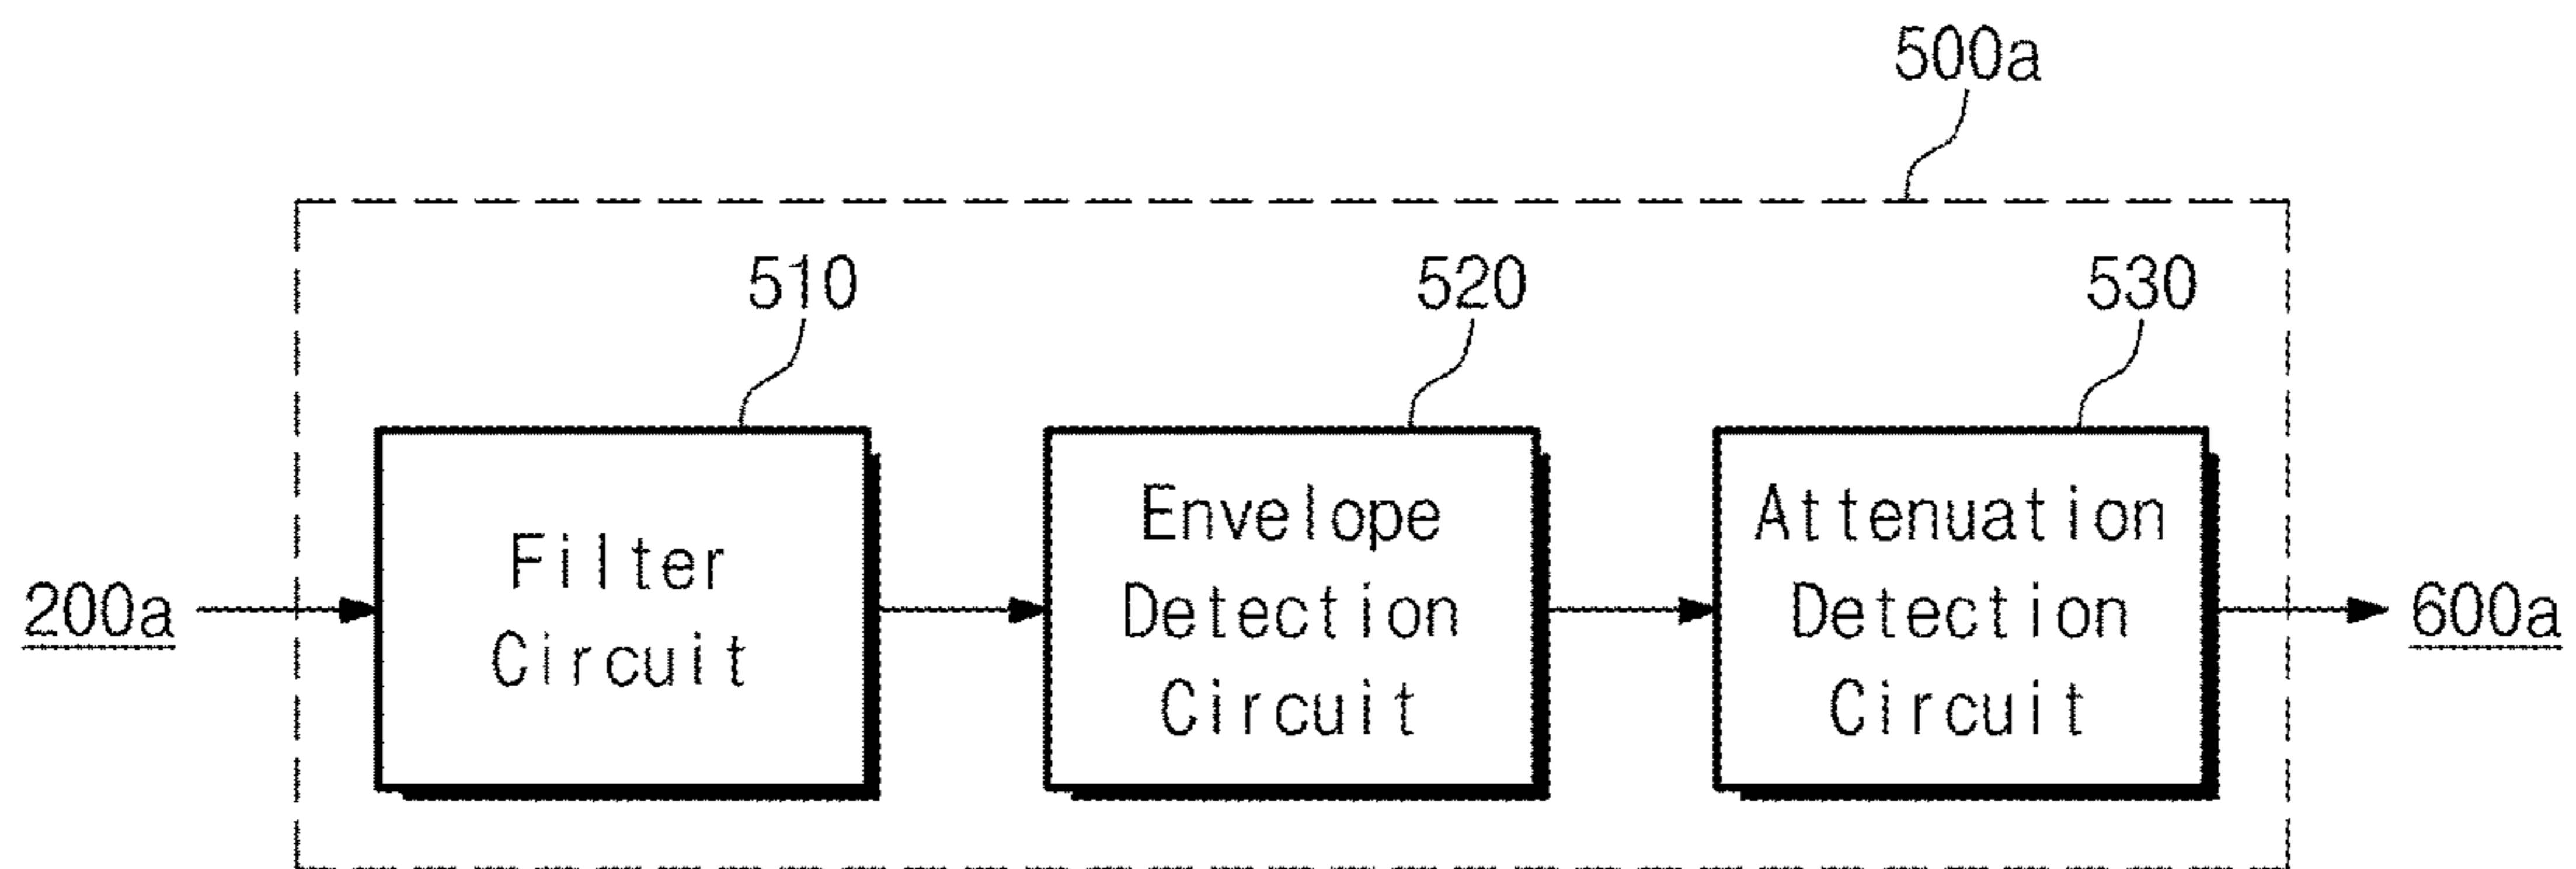 500a
510
520
530
200a
Filter
Circuit
Envelope
Detection
Circuit
Attenuation
Detection
Circuit
600a